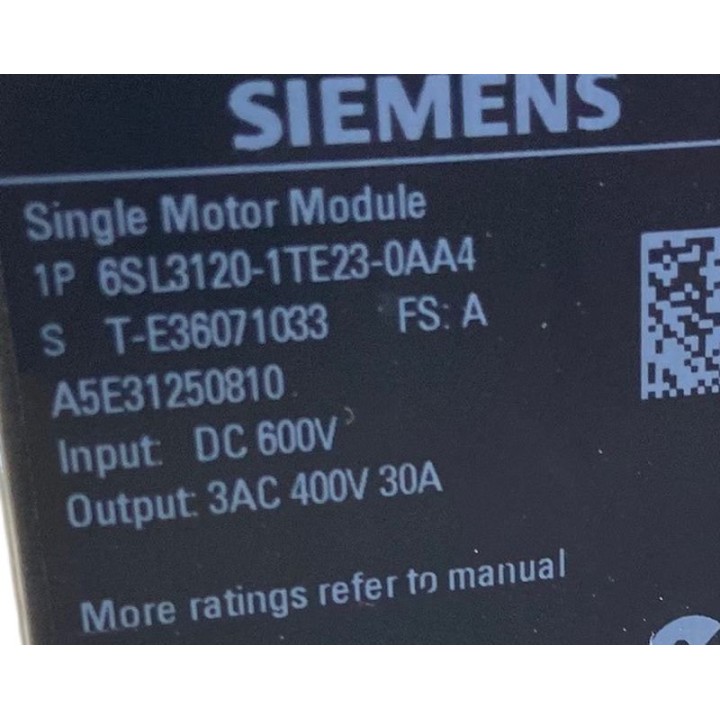 SIEMENS
Single Motor Module
1P 6SL3120-1TE23-0AA4
S T-E36071033 FS: A
A5E31250810
Input: DC 600V
Output: 3AC 400V 30A
More ratings refer to manual